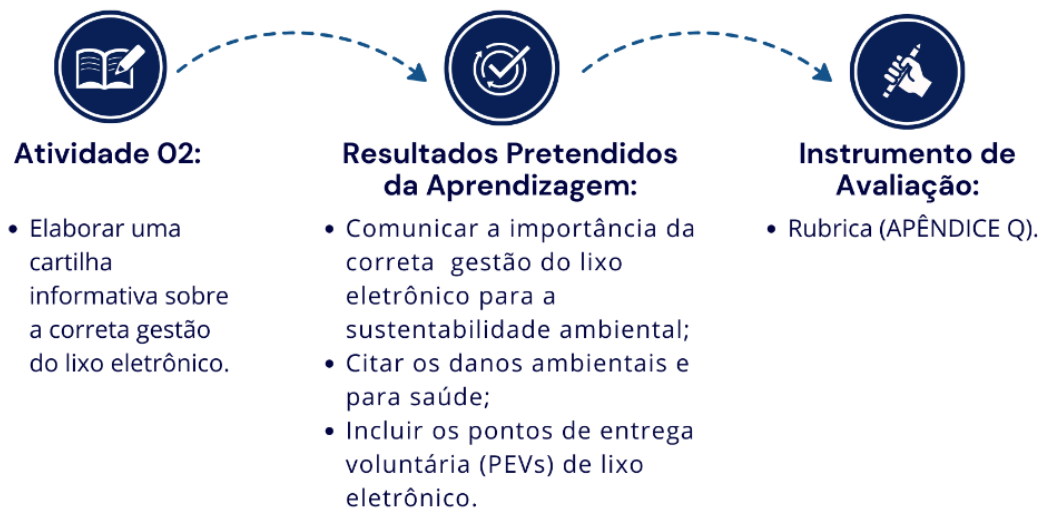 Atividade 02:
• Elaborar uma
cartilha
informativa sobre
a correta gestão
do lixo eletrônico.
Resultados Pretendidos
da Aprendizagem:
• Comunicar a importância da
correta gestão do lixo
eletrônico para a
sustentabilidade ambiental;
• Citar os danos ambientais e
para saúde;
• Incluir os pontos de entrega
voluntária (PEVs) de lixo
eletrônico.
Instrumento de
Avaliação:
• Rubrica (APÊNDICE Q).